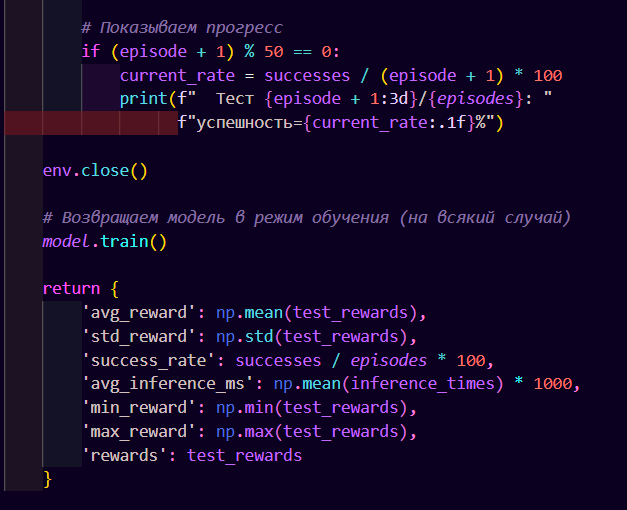 # Показываем прогресс
if (episode + 1) % 50 == 0:
current_rate = successes / (episode + 1) * 100
print(f"  Тест {episode + 1:3d}/{episodes}: "
f"успешность={current_rate:.1f}%")
env.close()
# Возвращаем модель в режим обучения (на всякий случай)
model.train()
return {
'avg_reward': np.mean(test_rewards),
'std_reward': np.std(test_rewards),
'success_rate': successes / episodes * 100,
'avg_inference_ms': np.mean(inference_times) * 1000,
'min_reward': np.min(test_rewards),
'max_reward': np.max(test_rewards),
'rewards': test_rewards
}